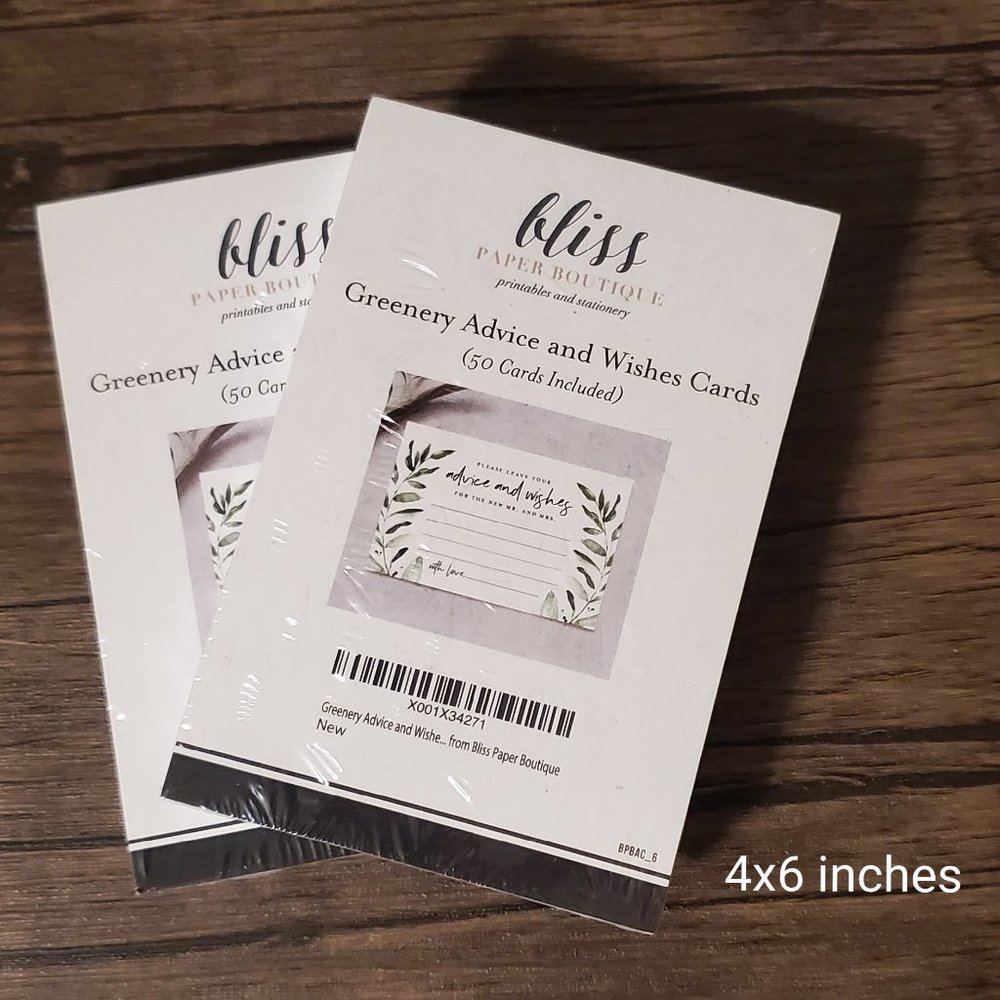 bliss
PAPER BOUTIQUE
printables and stationery
Greenery Advice and Wishes Cards
(50 Cards Included)
PLEASE LEAVE YOUR
advice and wishes
FOR THE NEW MR. AND MRS.
with love,
X001X34271
Greenery Advice and Wishe... from Bliss Paper Boutique
New
BPBAC_6
bliss
PAPER BOUT
printables and sta
Greenery Advice
(50 Car
4x6 inches